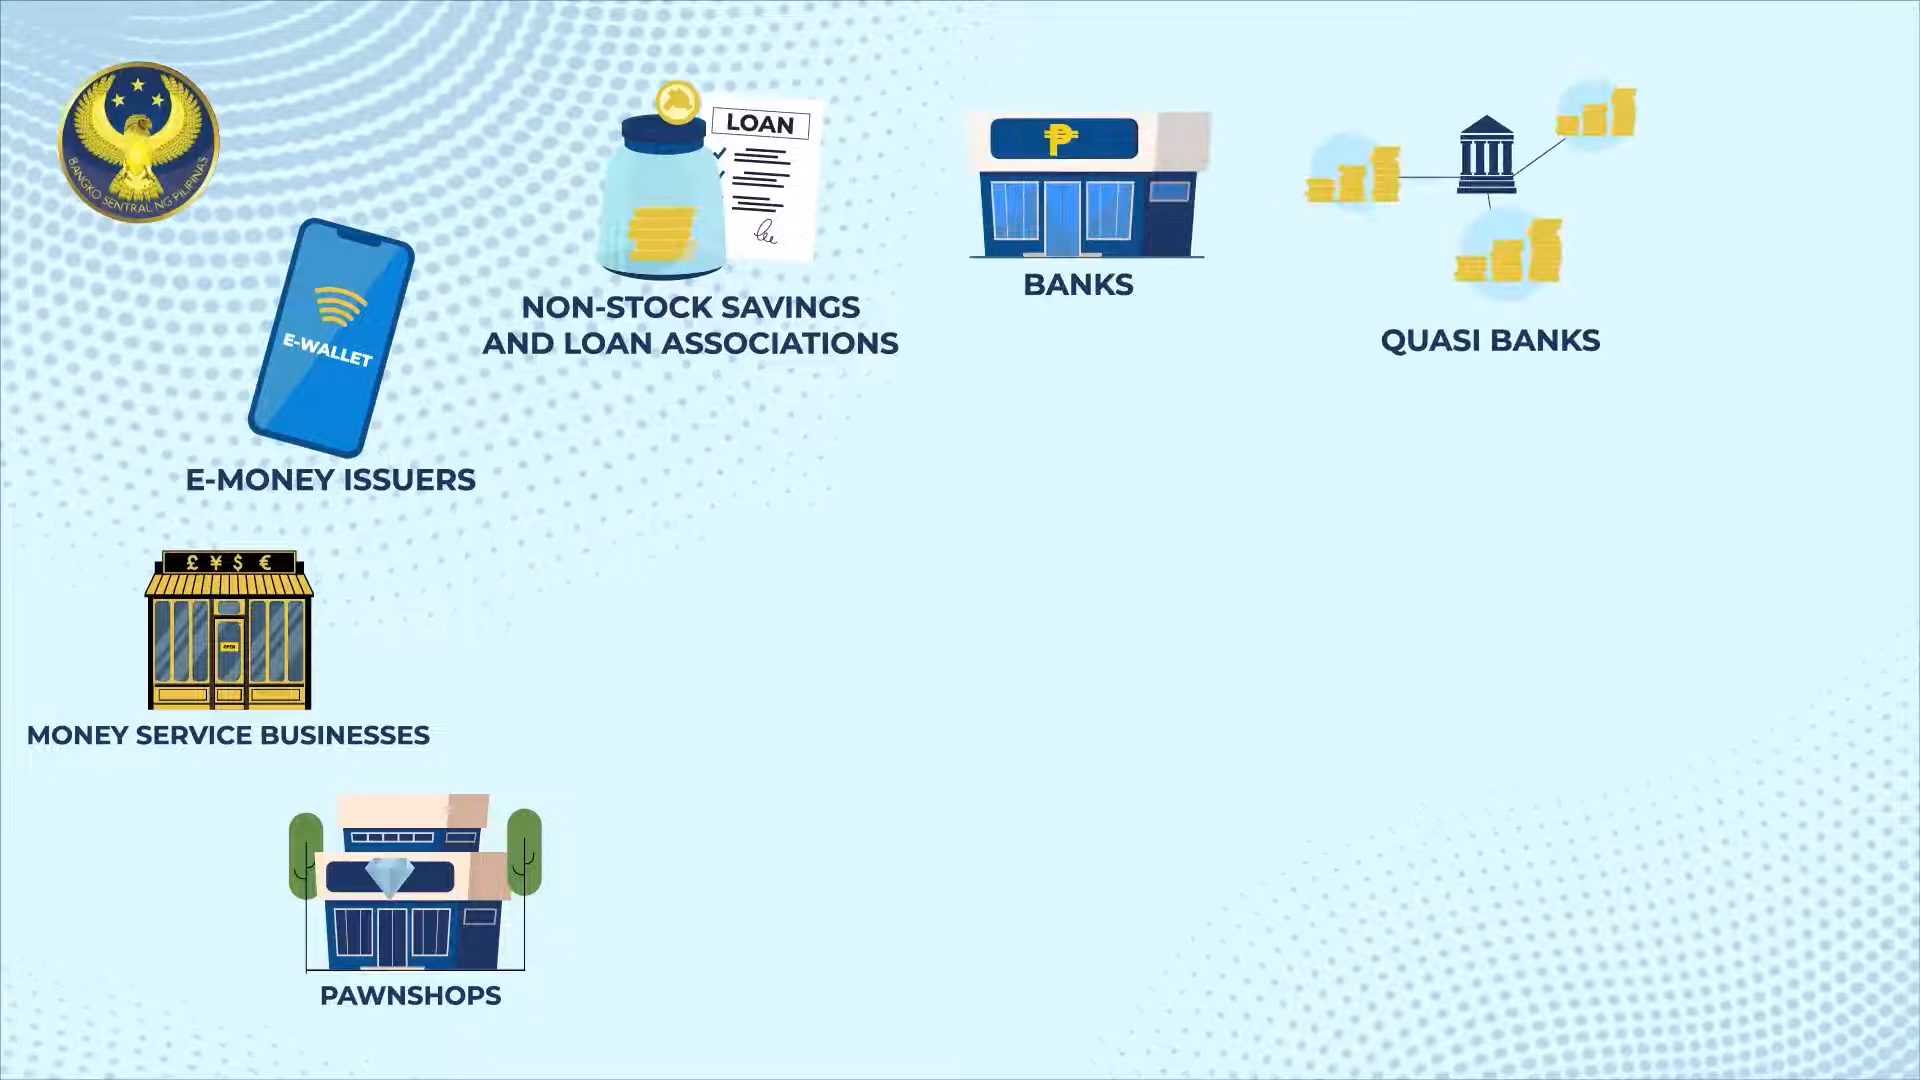 BANGKO SENTRAL NG PILIPINAS
LOAN
₱
BANKS
QUASI BANKS
NON-STOCK SAVINGS
AND LOAN ASSOCIATIONS
E-WALLET
E-MONEY ISSUERS
£ ¥ $ €
OPEN
MONEY SERVICE BUSINESSES
PAWNSHOPS